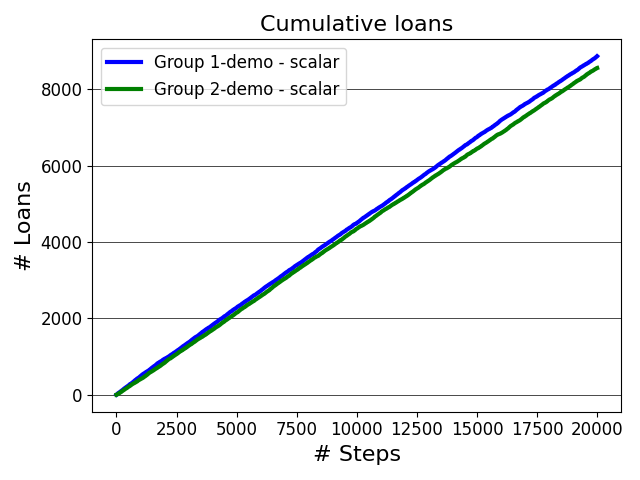 Cumulative loans
Group 1-demo - scalar
Group 2-demo - scalar
# Loans
8000
6000
4000
2000
0
0 2500 5000 7500 10000 12500 15000 17500 20000
# Steps